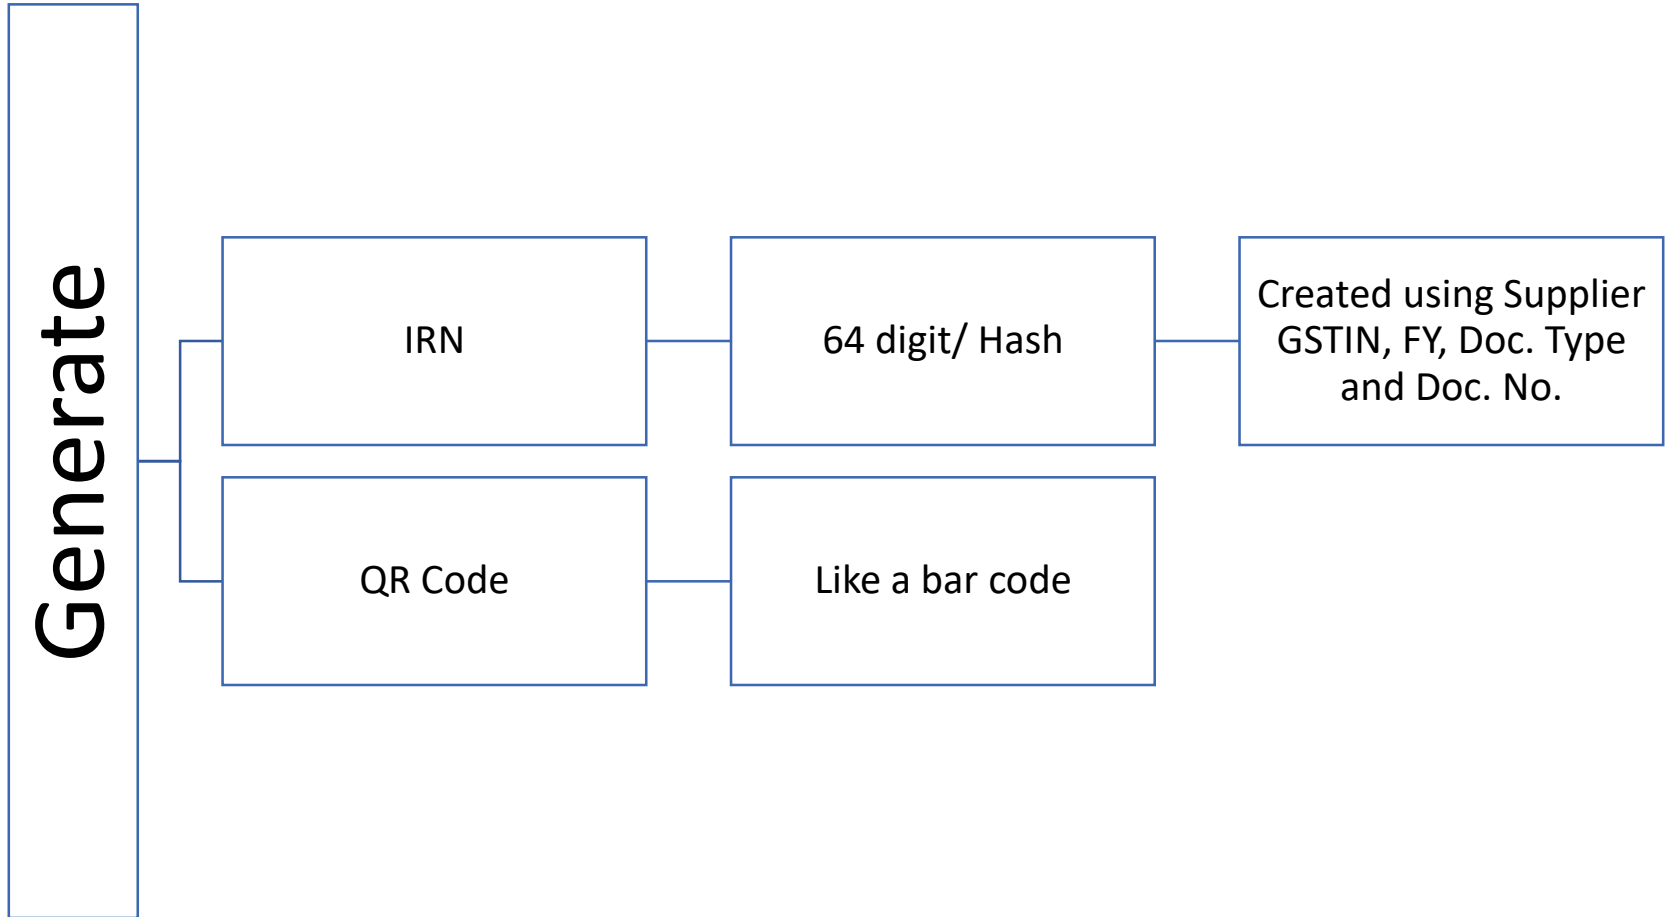 Generate
IRN
64 digit/ Hash
Created using Supplier
GSTIN, FY, Doc. Type
and Doc. No.
QR Code
Like a bar code